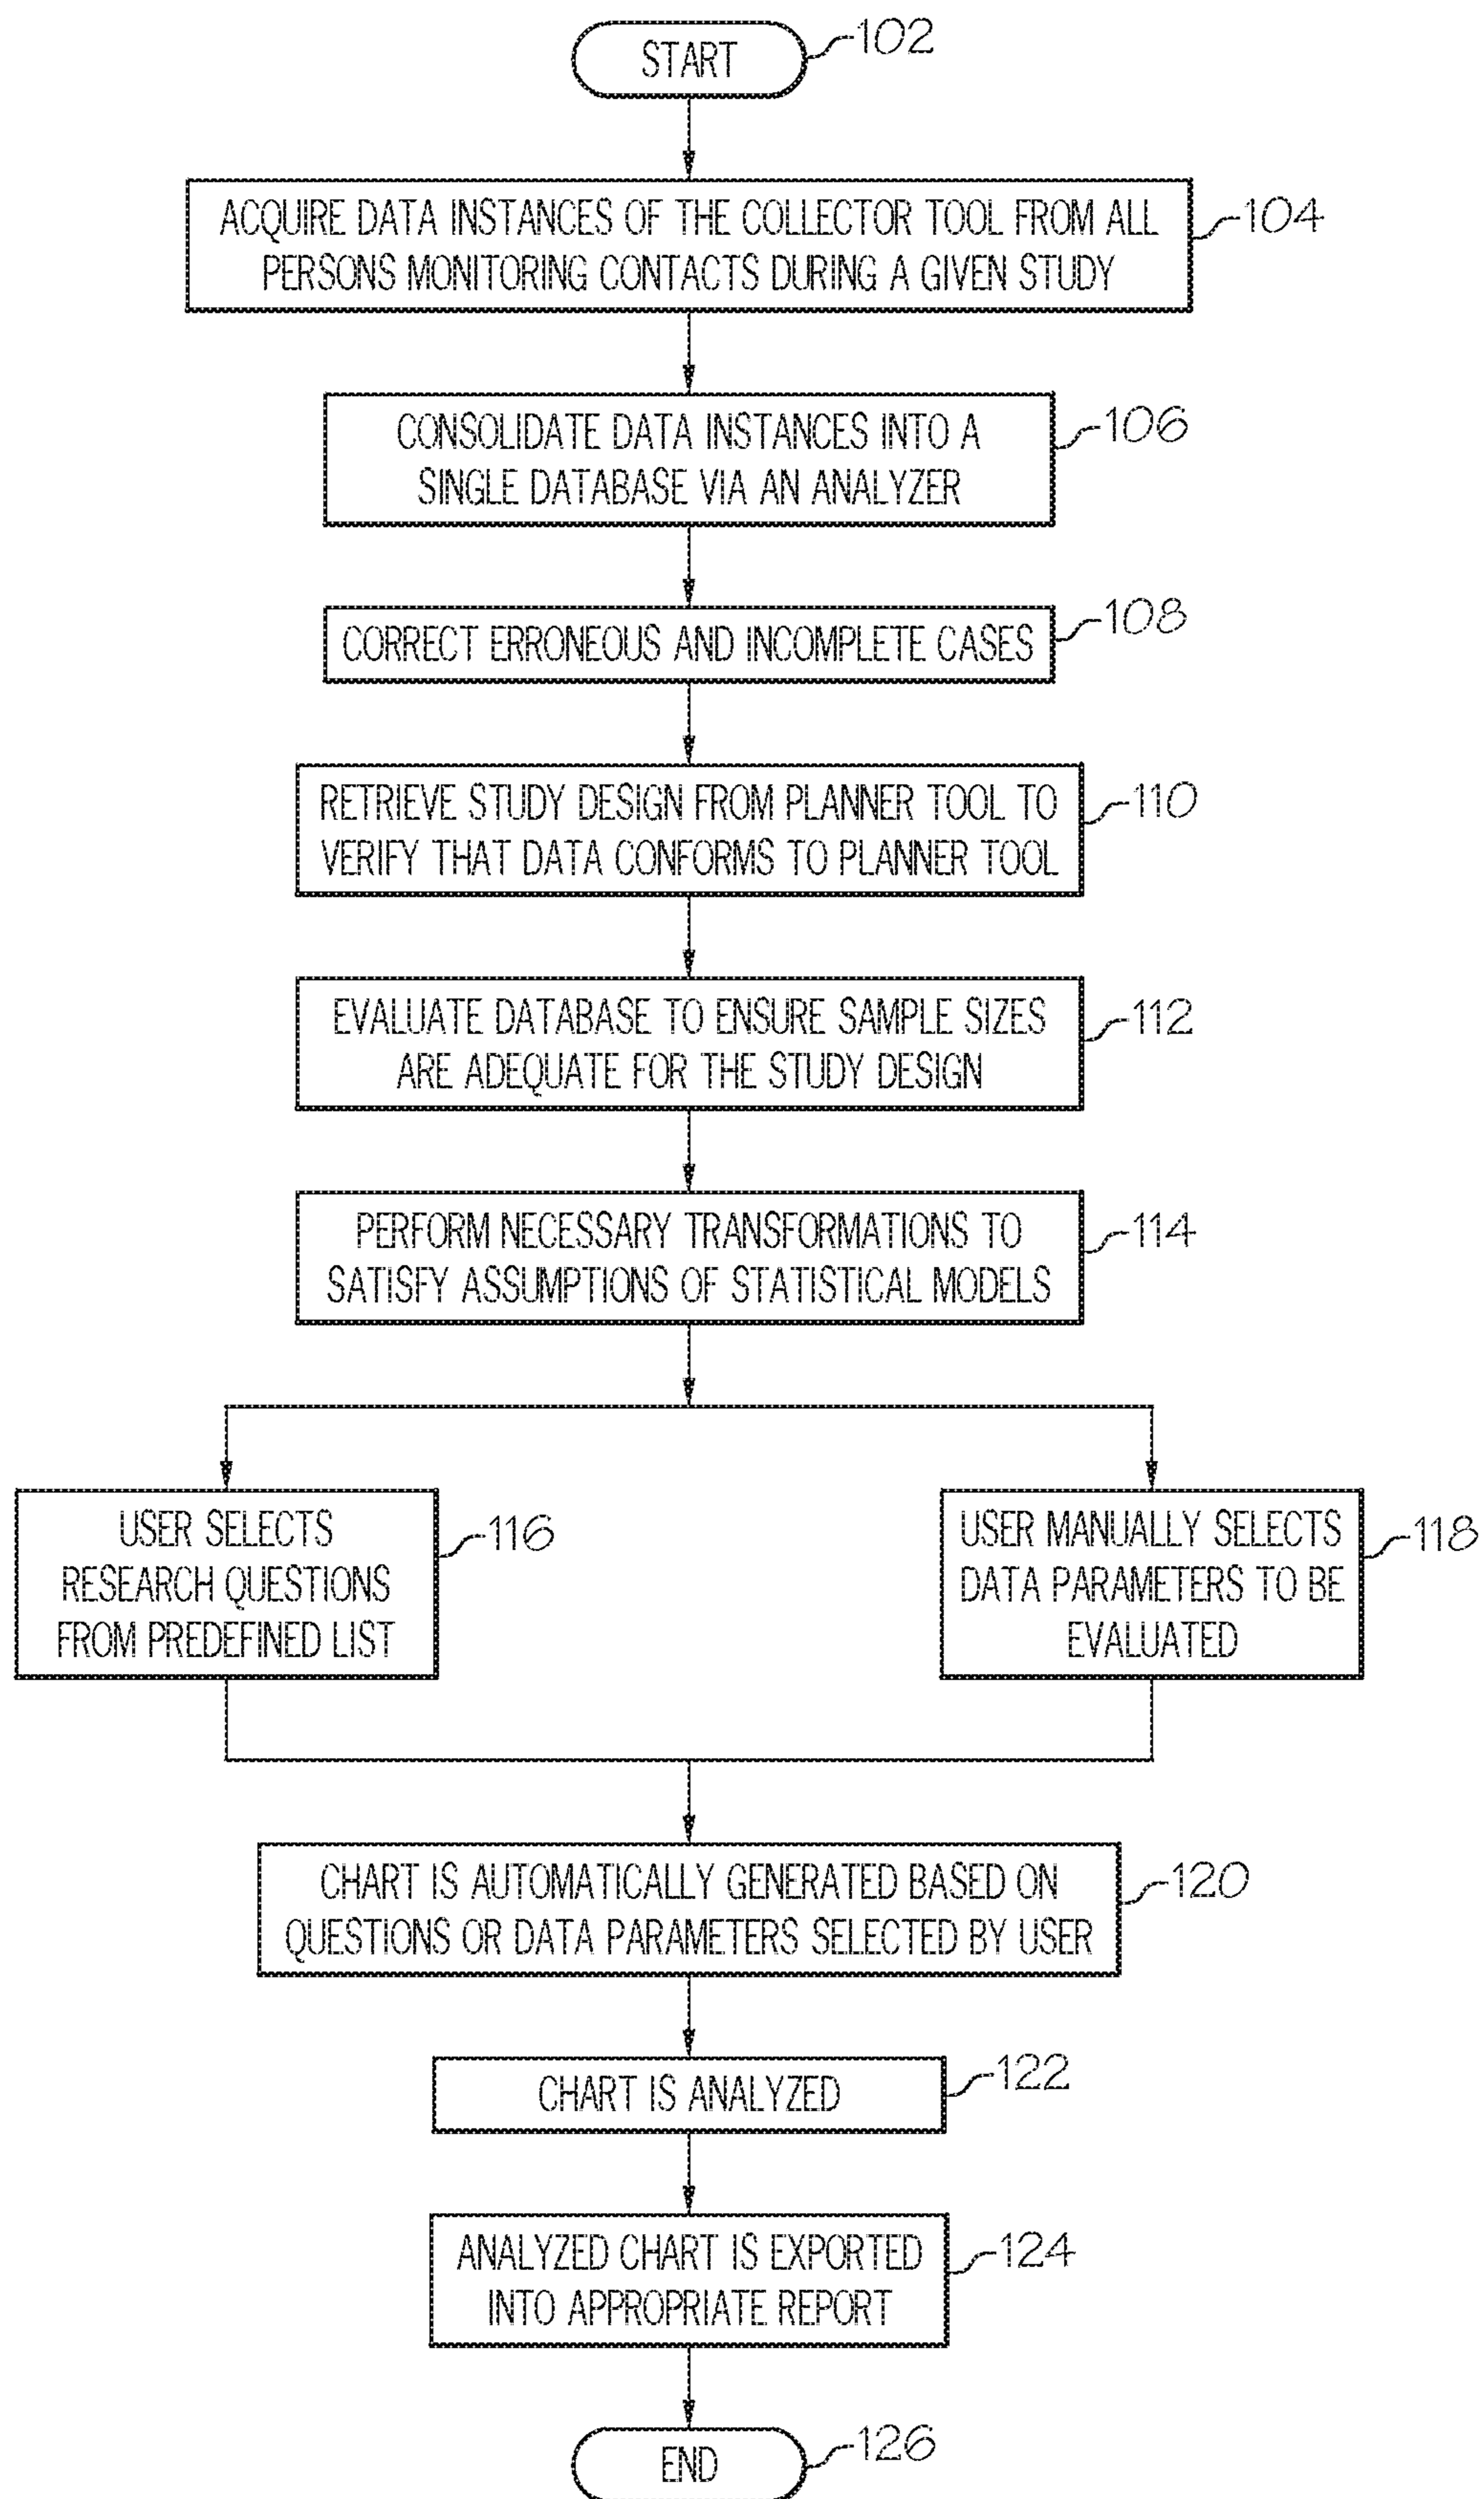 START
102
ACQUIRE DATA INSTANCES OF THE COLLECTOR TOOL FROM ALL
PERSONS MONITORING CONTACTS DURING A GIVEN STUDY
104
CONSOLIDATE DATA INSTANCES INTO A
SINGLE DATABASE VIA AN ANALYZER
106
CORRECT ERRONEOUS AND INCOMPLETE CASES
108
RETRIEVE STUDY DESIGN FROM PLANNER TOOL TO
VERIFY THAT DATA CONFORMS TO PLANNER TOOL
110
EVALUATE DATABASE TO ENSURE SAMPLE SIZES
ARE ADEQUATE FOR THE STUDY DESIGN
112
PERFORM NECESSARY TRANSFORMATIONS TO
SATISFY ASSUMPTIONS OF STATISTICAL MODELS
114
USER SELECTS
RESEARCH QUESTIONS
FROM PREDEFINED LIST
116
USER MANUALLY SELECTS
DATA PARAMETERS TO BE
EVALUATED
118
CHART IS AUTOMATICALLY GENERATED BASED ON
QUESTIONS OR DATA PARAMETERS SELECTED BY USER
120
CHART IS ANALYZED
122
ANALYZED CHART IS EXPORTED
INTO APPROPRIATE REPORT
124
END
126